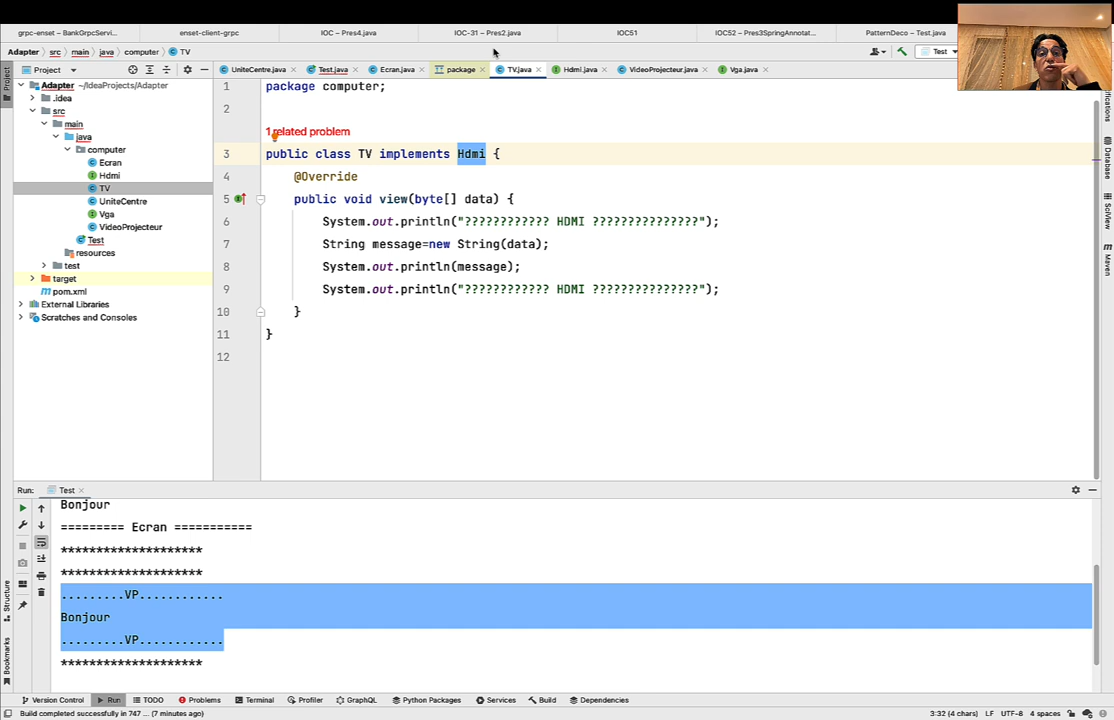 grpc-enset – BankGrpcServi... enset-client-grpc IOC – Pres4.java IOC-31 – Pres2.java IOC51 IOC52 – Pres3SpringAnnotat... PatternDeco – Test.java
Adapter › src › main › java › computer › TV Test
Project UniteCentre.java Test.java Ecran.java package TV.java Hdmi.java VideoProjecteur.java Vga.java
Project
Adapter ~/IdeaProjects/Adapter
.idea
src
main
java
computer
Ecran
Hdmi
TV
UniteCentre
Vga
VideoProjecteur
Test
resources
test
target
pom.xml
External Libraries
Scratches and Consoles
1 package computer;
2
1 related problem
3 public class TV implements Hdmi {
4 @Override
5 public void view(byte[] data) {
6 System.out.println("???????????? HDMI ???????????????");
7 String message=new String(data);
8 System.out.println(message);
9 System.out.println("???????????? HDMI ???????????????");
10 }
11 }
12
Database
SciView
Maven
Run: Test
Bonjour
========= Ecran ===========
********************
********************
.........VP............
Bonjour
.........VP............
********************
Structure
Bookmarks
Version Control Run TODO Problems Terminal Profiler GraphQL Python Packages Services Build Dependencies
Build completed successfully in 747 ... (7 minutes ago) 3:32 (4 chars) LF UTF-8 4 spaces